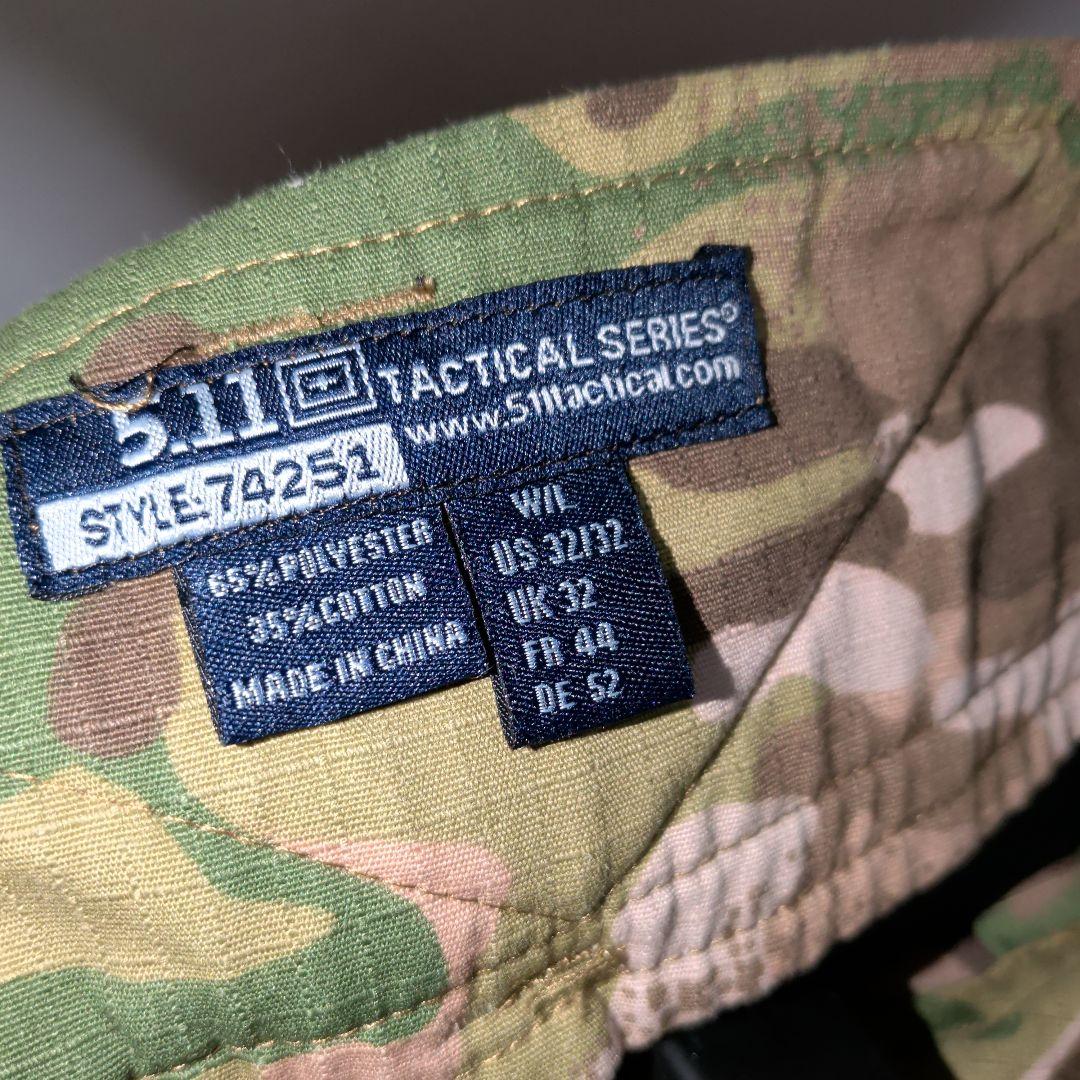 5.11 TACTICAL SERIES®
www.511tactical.com
STYLE: 74251
65% POLYESTER
35% COTTON
MADE IN CHINA
W/L
US 32/32
UK 32
FR 44
DE 52